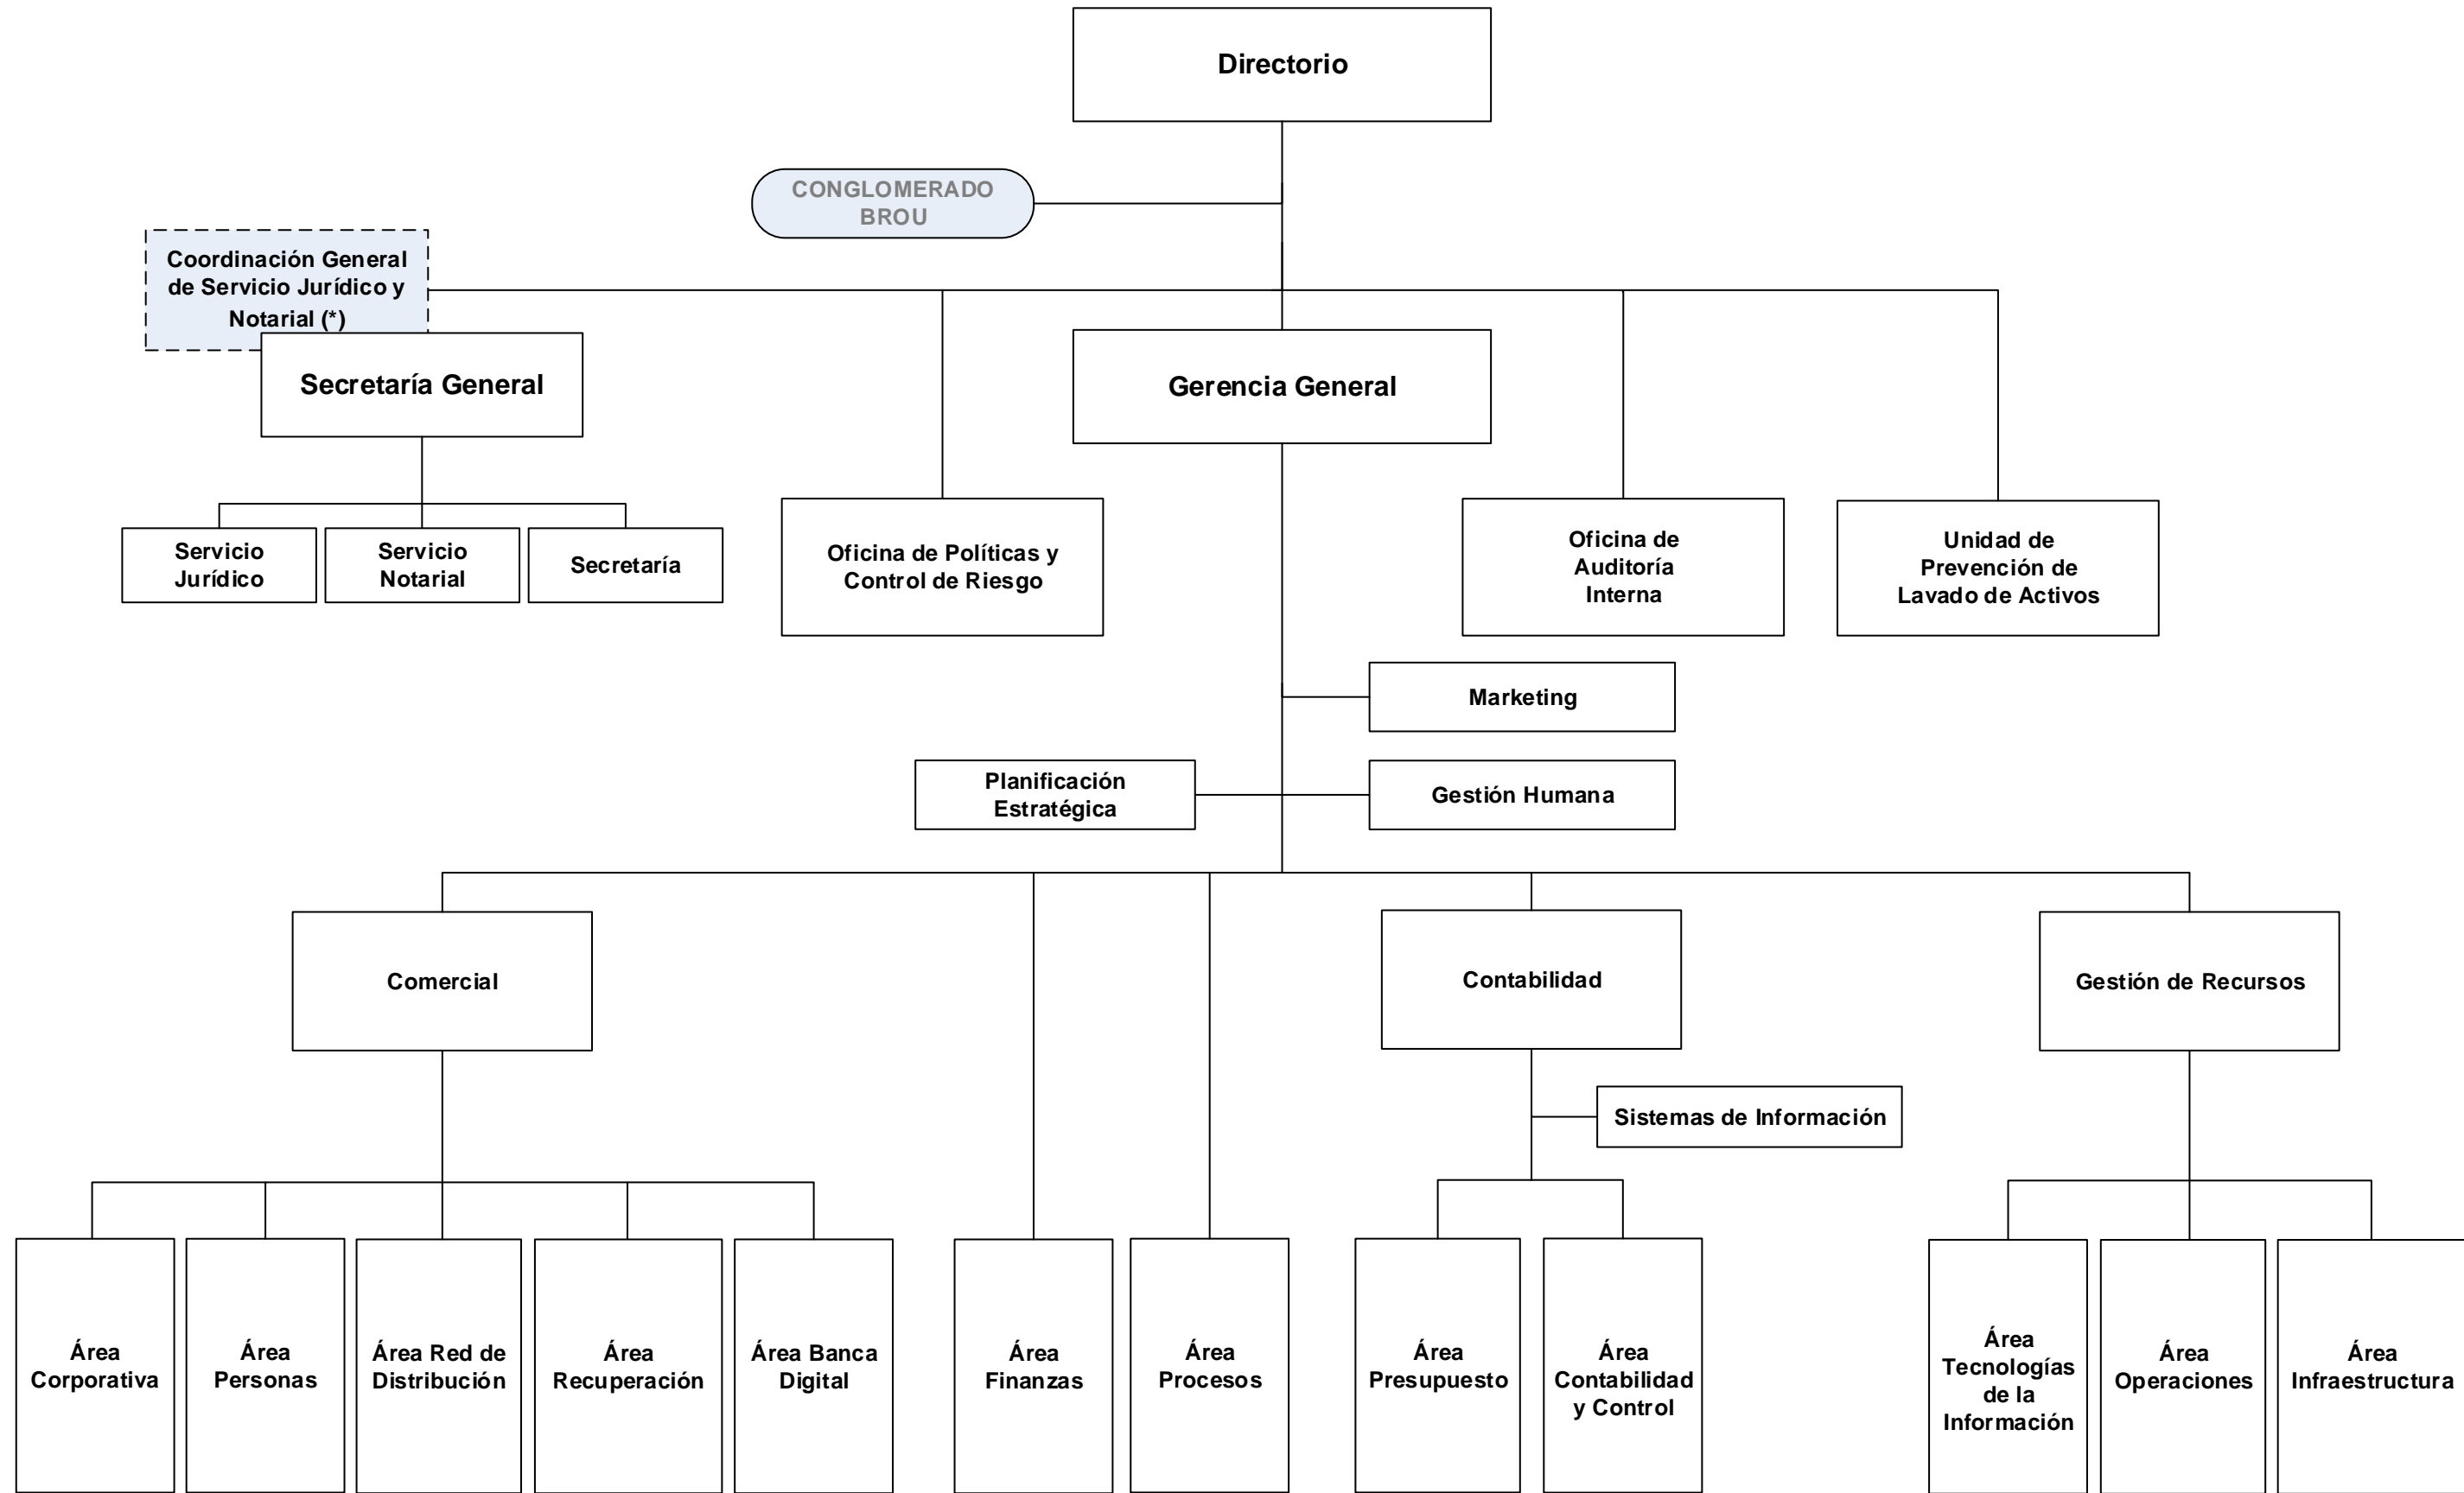 Directorio
CONGLOMERADO
BROU
Coordinación General
de Servicio Jurídico y
Notarial (*)
Secretaría General
Gerencia General
Servicio
Jurídico
Servicio
Notarial
Secretaría
Oficina de Políticas y
Control de Riesgo
Oficina de
Auditoría
Interna
Unidad de
Prevención de
Lavado de Activos
Marketing
Planificación
Estratégica
Gestión Humana
Comercial
Contabilidad
Gestión de Recursos
Sistemas de Información
Área
Corporativa
Área
Personas
Área Red de
Distribución
Área
Recuperación
Área Banca
Digital
Área
Finanzas
Área
Procesos
Área
Presupuesto
Área
Contabilidad
y Control
Área
Tecnologías
de la
Información
Área
Operaciones
Área
Infraestructura